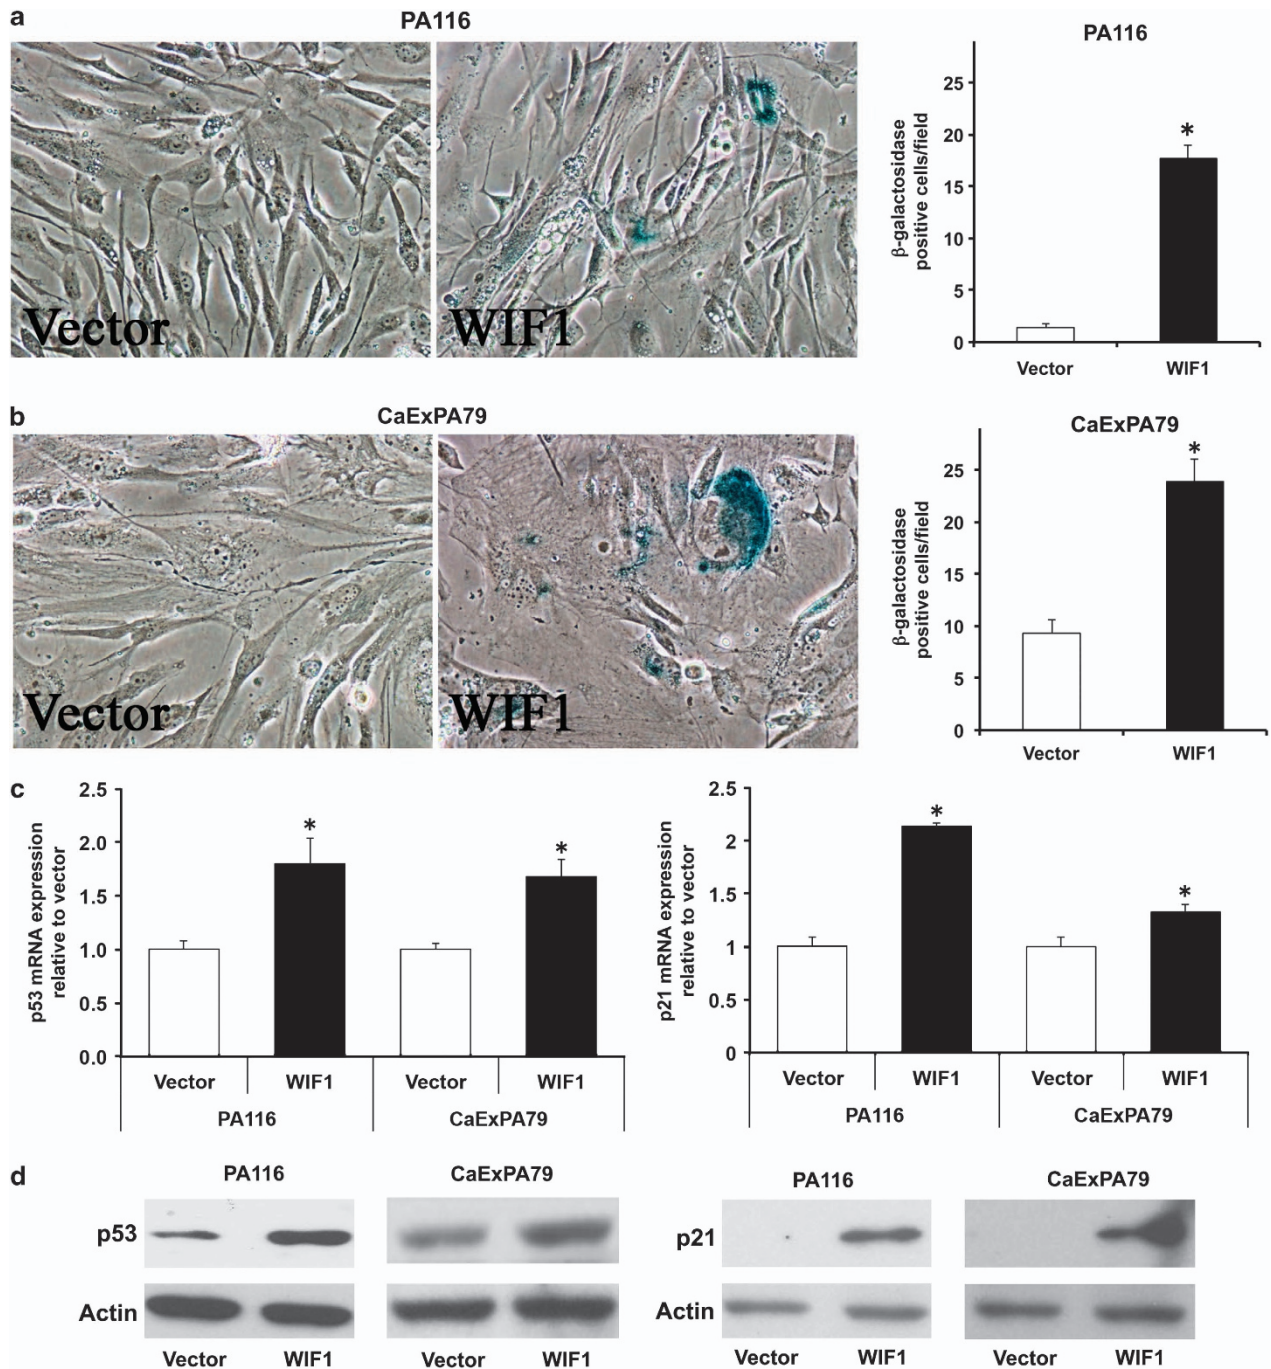 a
PA116
Vector
WIF1
PA116
β-galactosidase
positive cells/field
25
20
15
10
5
0
*
Vector WIF1
b
CaExPA79
Vector
WIF1
CaExPA79
β-galactosidase
positive cells/field
25
20
15
10
5
0
*
Vector WIF1
c
p53 mRNA expression
relative to vector
2.5
2.0
1.5
1.0
0.5
0.0
* *
Vector WIF1 Vector WIF1
PA116 CaExPA79
p21 mRNA expression
relative to vector
2.5
2
1.5
1
0.5
0
* *
Vector WIF1 Vector WIF1
PA116 CaExPA79
d
PA116 CaExPA79 PA116 CaExPA79
p53 p21
Actin Actin
Vector WIF1 Vector WIF1 Vector WIF1 Vector WIF1